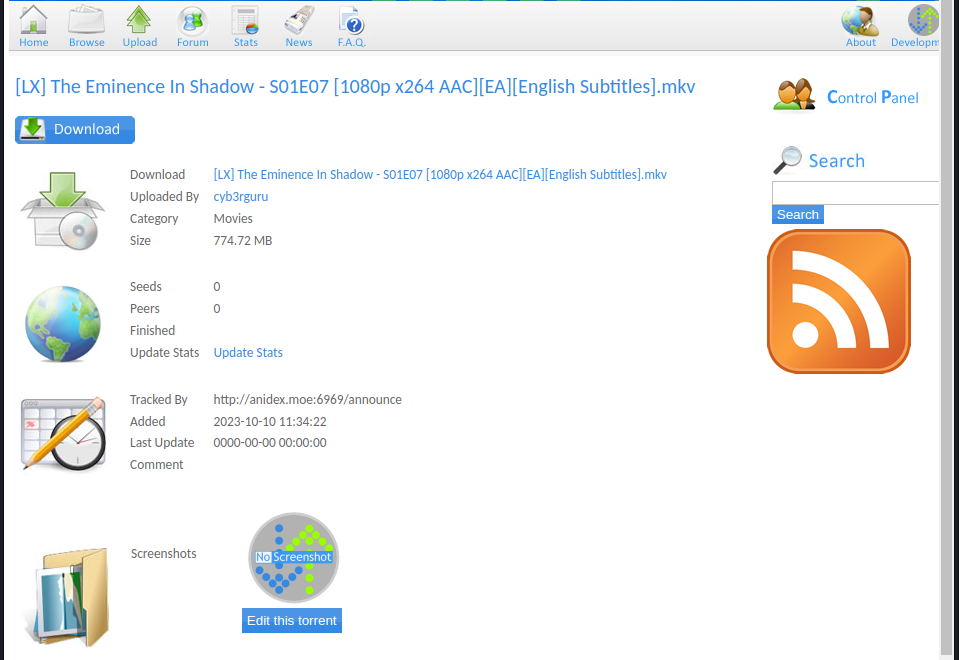 Home Browse Upload Forum Stats News F.A.Q. About Developm
[LX] The Eminence In Shadow - S01E07 [1080p x264 AAC][EA][English Subtitles].mkv
Control Panel
Download
Download [LX] The Eminence In Shadow - S01E07 [1080p x264 AAC][EA][English Subtitles].mkv
Uploaded By cyb3rguru
Category Movies
Size 774.72 MB
Search
Search
Seeds 0
Peers 0
Finished
Update Stats Update Stats
Tracked By http://anidex.moe:6969/announce
Added 2023-10-10 11:34:22
Last Update 0000-00-00 00:00:00
Comment
Screenshots
No Screenshot
Edit this torrent